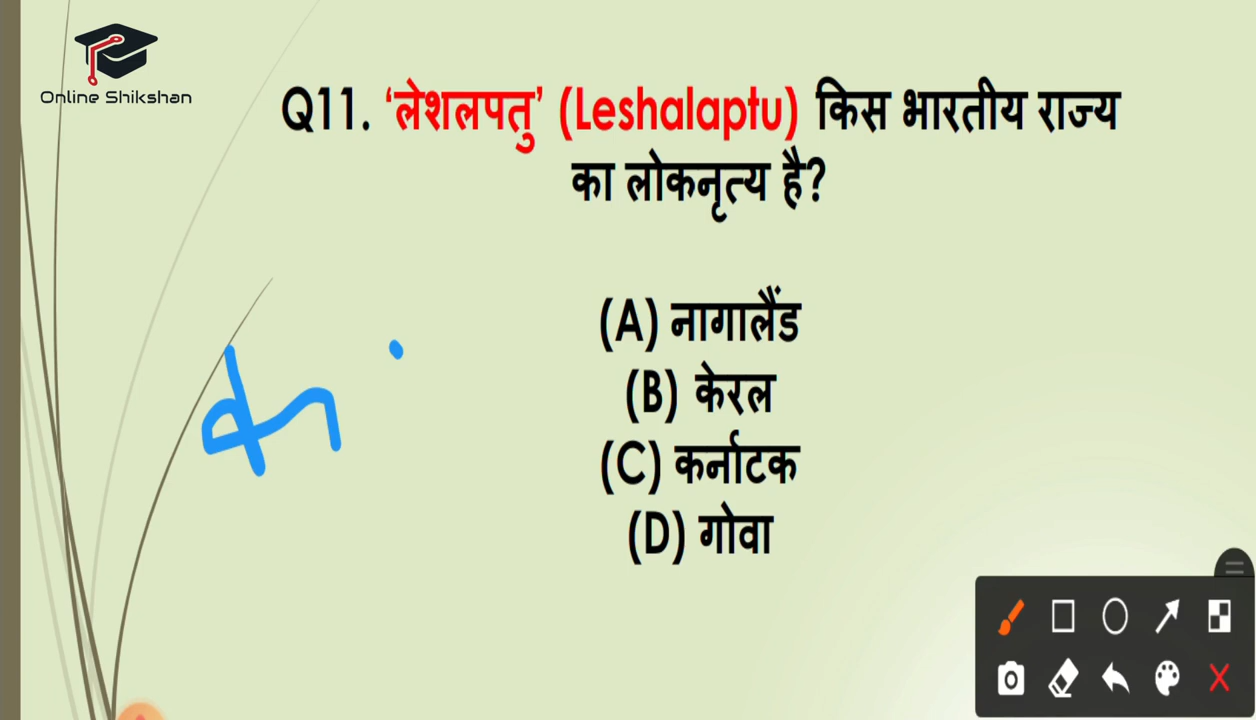 Online Shikshan
Q11. 'लेशलपतु' (Leshalaptu) किस भारतीय राज्य
का लोकनृत्य है?
(A) नागालैंड
(B) केरल
(C) कर्नाटक
(D) गोवा